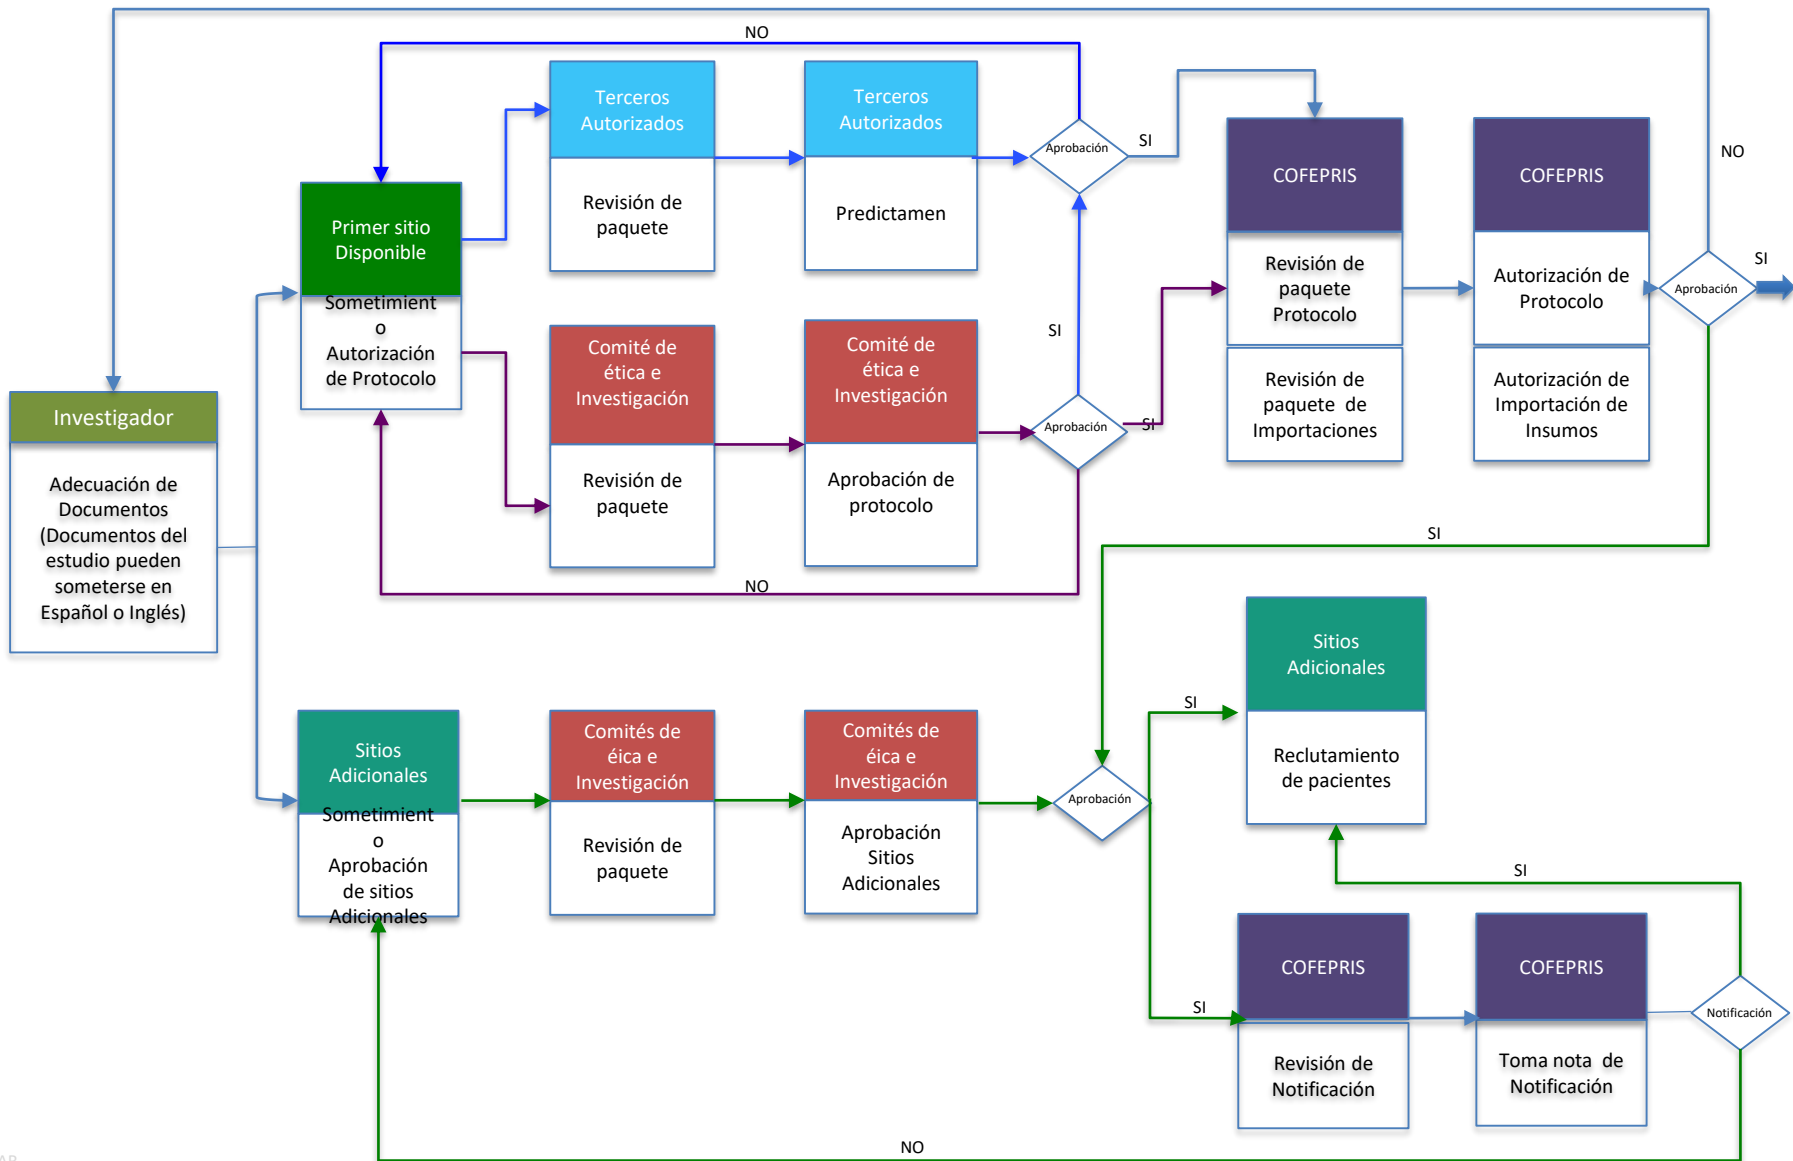 NO
Terceros
Autorizados
Revisión de
paquete
Terceros
Autorizados
Predictamen
Aprobación
SI
COFEPRIS
Revisión de
paquete
Protocolo
Revisión de
paquete de
Importaciones
COFEPRIS
Autorización de
Protocolo
Autorización de
Importación de
Insumos
NO
Aprobación
SI
Primer sitio
Disponible
Sometimient
o
Autorización
de Protocolo
Comité de
ética e
Investigación
Revisión de
paquete
Comité de
ética e
Investigación
Aprobación de
protocolo
SI
Aprobación
SI
NO
SI
Investigador
Adecuación de
Documentos
(Documentos del
estudio pueden
someterse en
Español o Inglés)
Sitios
Adicionales
Sometimient
o
Aprobación
de sitios
Adicionales
Comités de
éica e
Investigación
Revisión de
paquete
Comités de
éica e
Investigación
Aprobación
Sitios
Adicionales
Aprobación
SI
Sitios
Adicionales
Reclutamiento
de pacientes
SI
SI
COFEPRIS
Revisión de
Notificación
COFEPRIS
Toma nota de
Notificación
Notificación
NO